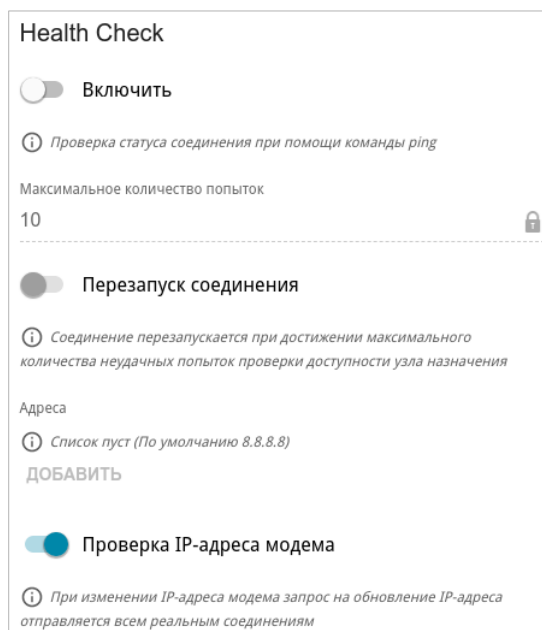 Health Check
Включить
Проверка статуса соединения при помощи команды ping
Максимальное количество попыток
10
Перезапуск соединения
Соединение перезапускается при достижении максимального
количества неудачных попыток проверки доступности узла назначения
Адреса
Список пуст (По умолчанию 8.8.8.8)
ДОБАВИТЬ
Проверка IP-адреса модема
При изменении IP-адреса модема запрос на обновление IP-адреса
отправляется всем реальным соединениям